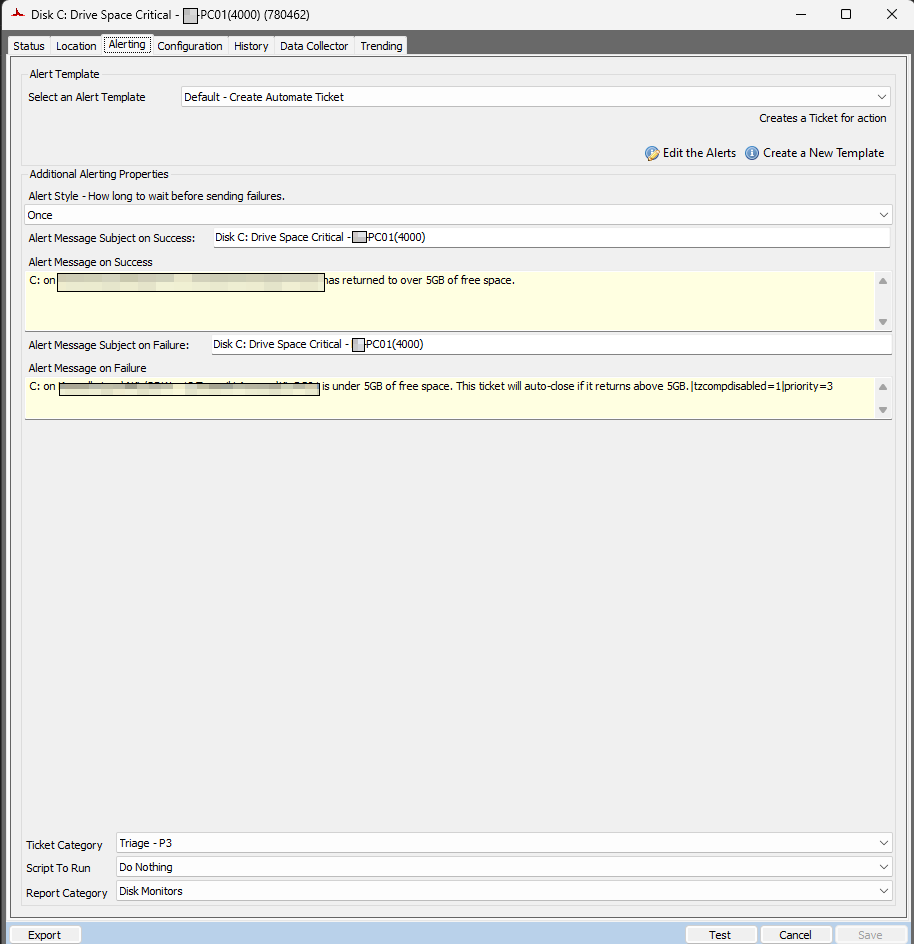 Disk C: Drive Space Critical - -PC01(4000) (780462)
Status Location Alerting Configuration History Data Collector Trending
Alert Template
Select an Alert Template Default - Create Automate Ticket
Creates a Ticket for action
Edit the Alerts Create a New Template
Additional Alerting Properties
Alert Style - How long to wait before sending failures.
Once
Alert Message Subject on Success: Disk C: Drive Space Critical - -PC01(4000)
Alert Message on Success
C: on has returned to over 5GB of free space.
Alert Message Subject on Failure: Disk C: Drive Space Critical - -PC01(4000)
Alert Message on Failure
C: on is under 5GB of free space. This ticket will auto-close if it returns above 5GB.|tzcompdisabled=1|priority=3
Ticket Category Triage - P3
Script To Run Do Nothing
Report Category Disk Monitors
Export Test Cancel Save